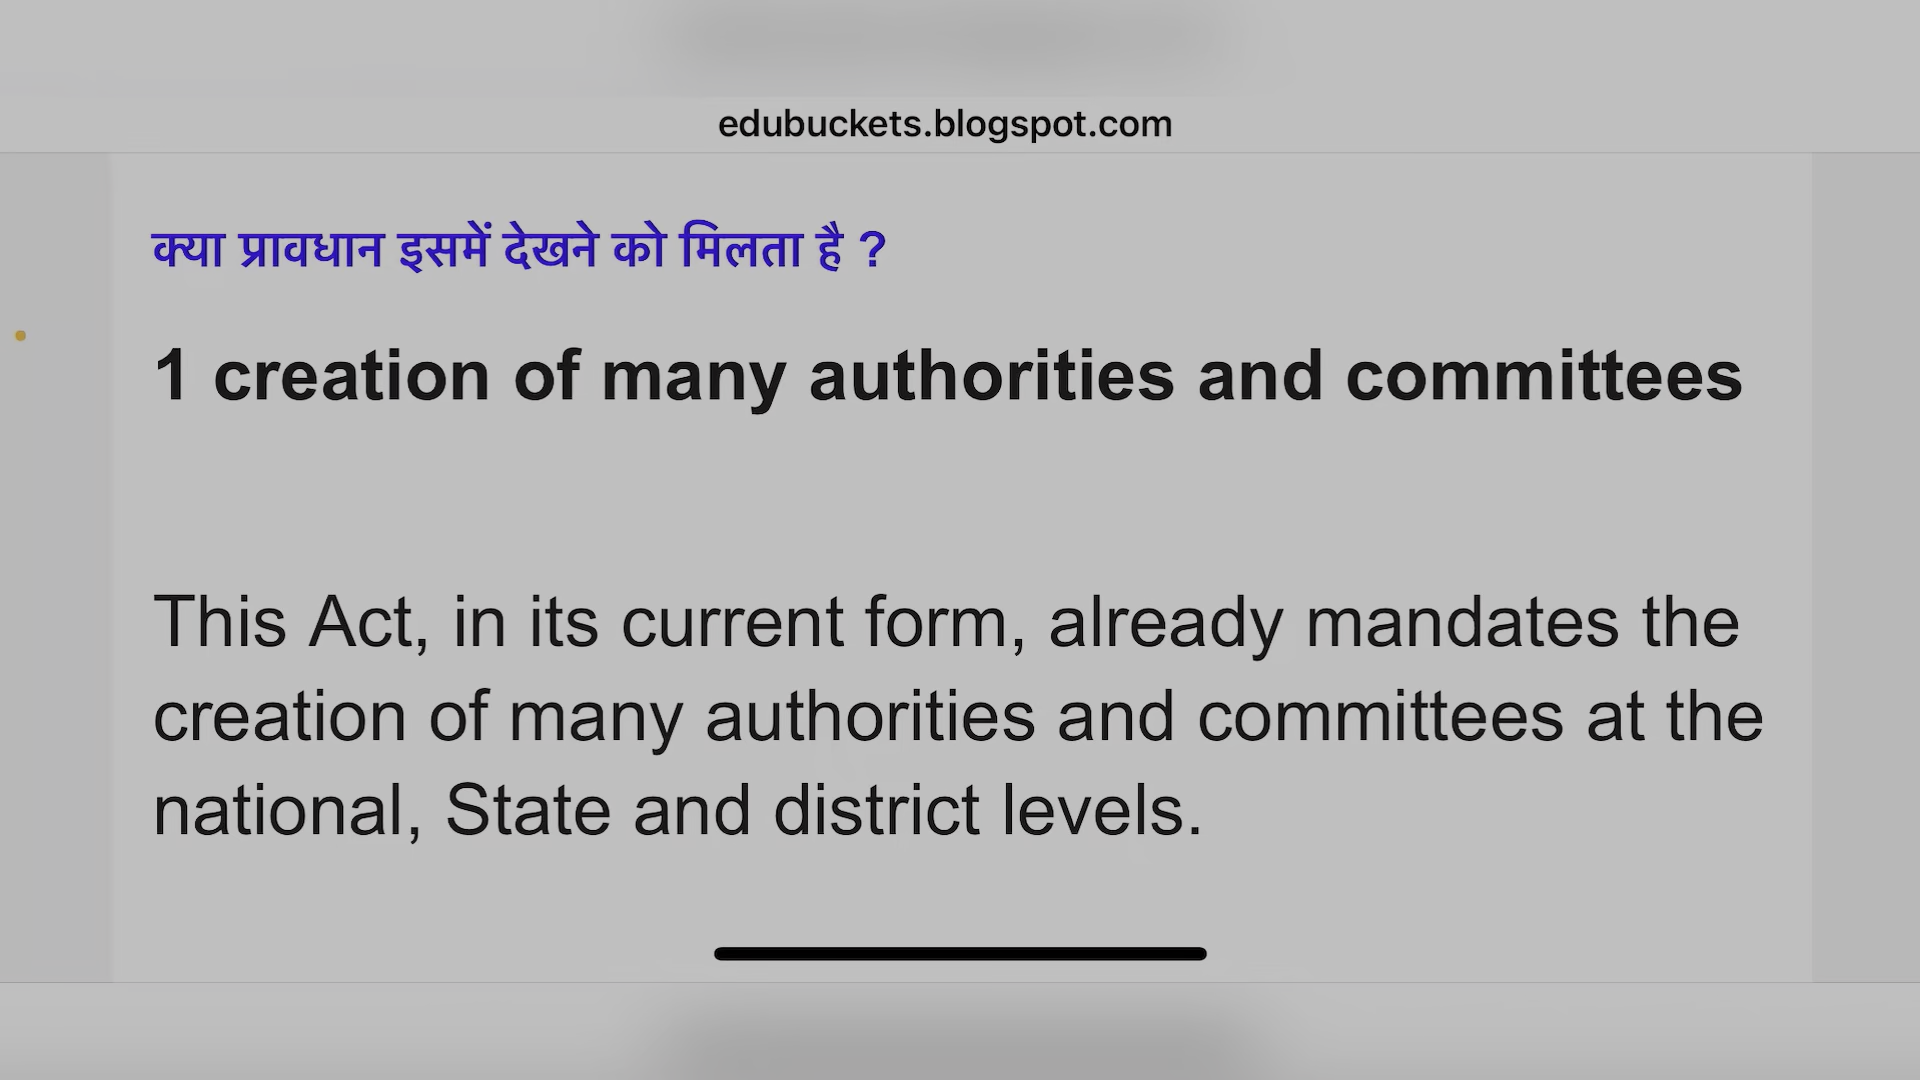 edubuckets.blogspot.com
क्या प्रावधान इसमें देखने को मिलता है ?
1 creation of many authorities and committees
This Act, in its current form, already mandates the
creation of many authorities and committees at the
national, State and district levels.